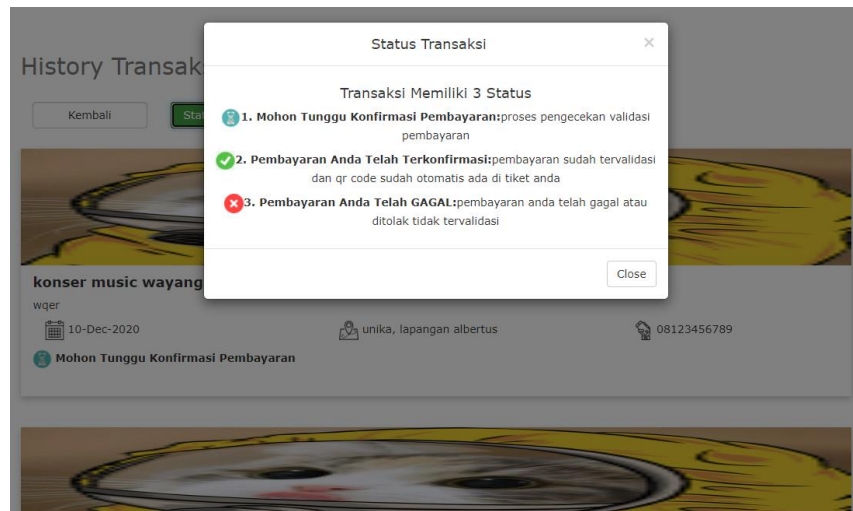 Status Transaksi
×
History Transaks
Transaksi Memiliki 3 Status
Kembali
Stat
1. Mohon Tunggu Konfirmasi Pembayaran:proses pengecekan validasi
pembayaran
2. Pembayaran Anda Telah Terkonfirmasi:pembayaran sudah tervalidasi
dan qr code sudah otomatis ada di tiket anda
3. Pembayaran Anda Telah GAGAL:pembayaran anda telah gagal atau
ditolak tidak tervalidasi
Close
konser music wayang
wqer
10-Dec-2020
unika, lapangan albertus
08123456789
Mohon Tunggu Konfirmasi Pembayaran